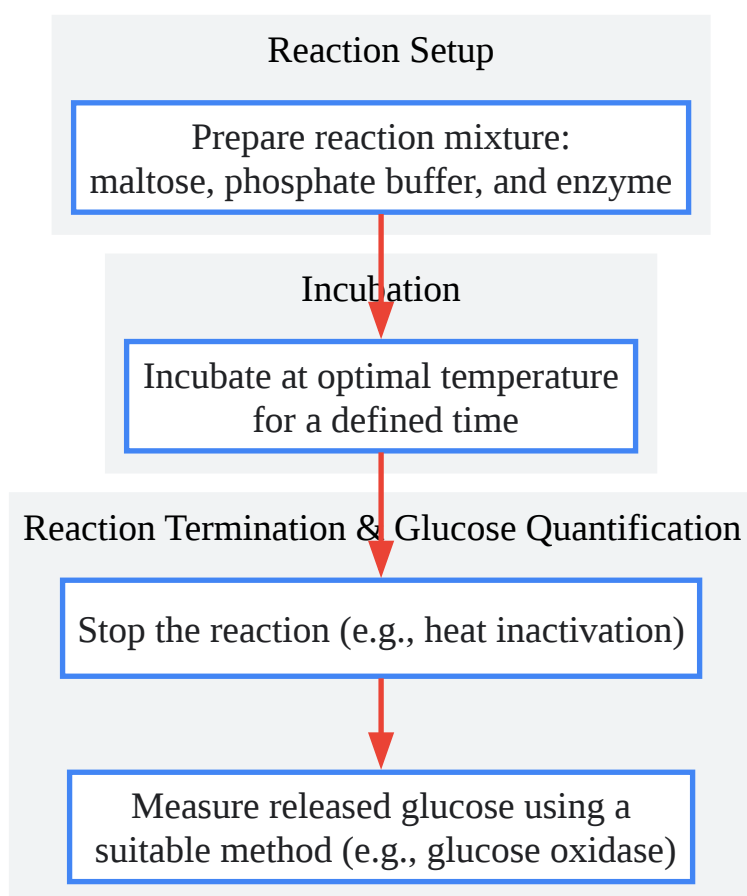 Reaction Setup
Prepare reaction mixture:
maltose, phosphate buffer, and enzyme
Incubation
Incubate at optimal temperature
for a defined time
Reaction Termination & Glucose Quantification
Stop the reaction (e.g., heat inactivation)
Measure released glucose using a
suitable method (e.g., glucose oxidase)